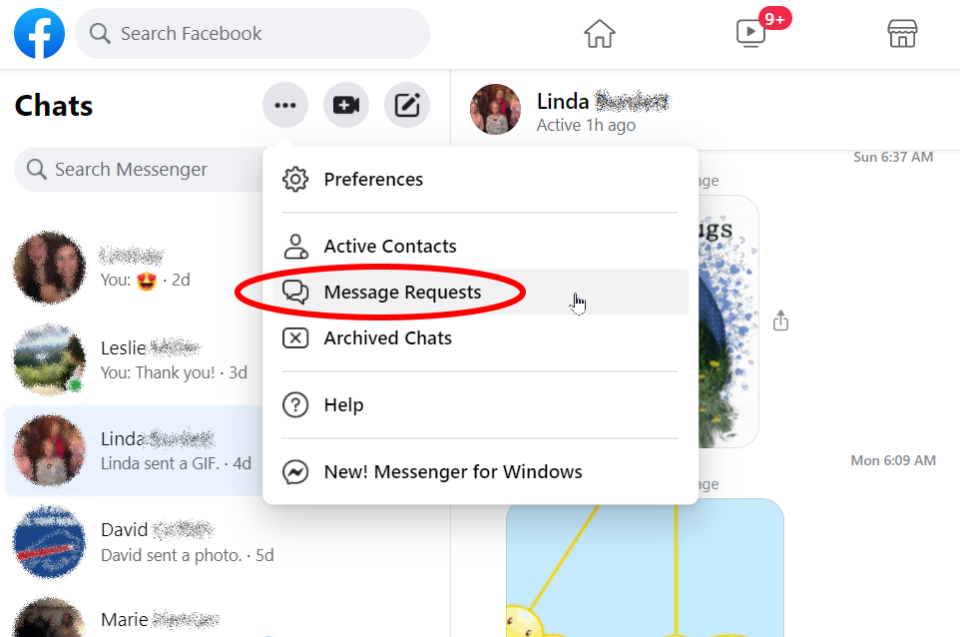 Search Facebook
9+
Chats
Linda
Active 1h ago
Search Messenger
You: 😍 · 2d
Leslie
You: Thank you! · 3d
Linda
Linda sent a GIF. · 4d
David
David sent a photo. · 5d
Marie
Preferences
Active Contacts
Message Requests
Archived Chats
Help
New! Messenger for Windows
Sun 6:37 AM
Mon 6:09 AM